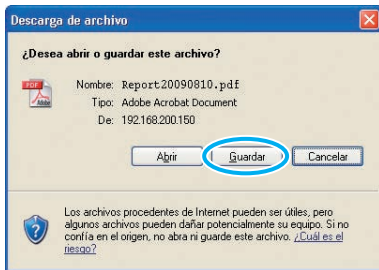 Descarga de archivo
¿Desea abrir o guardar este archivo?
PDF
Adobe
Nombre: Report20090810.pdf
Tipo: Adobe Acrobat Document
De: 192.168.200.150
Abrir Guardar Cancelar
Los archivos procedentes de Internet pueden ser útiles, pero
algunos archivos pueden dañar potencialmente su equipo. Si no
confía en el origen, no abra ni guarde este archivo. ¿Cuál es el
riesgo?